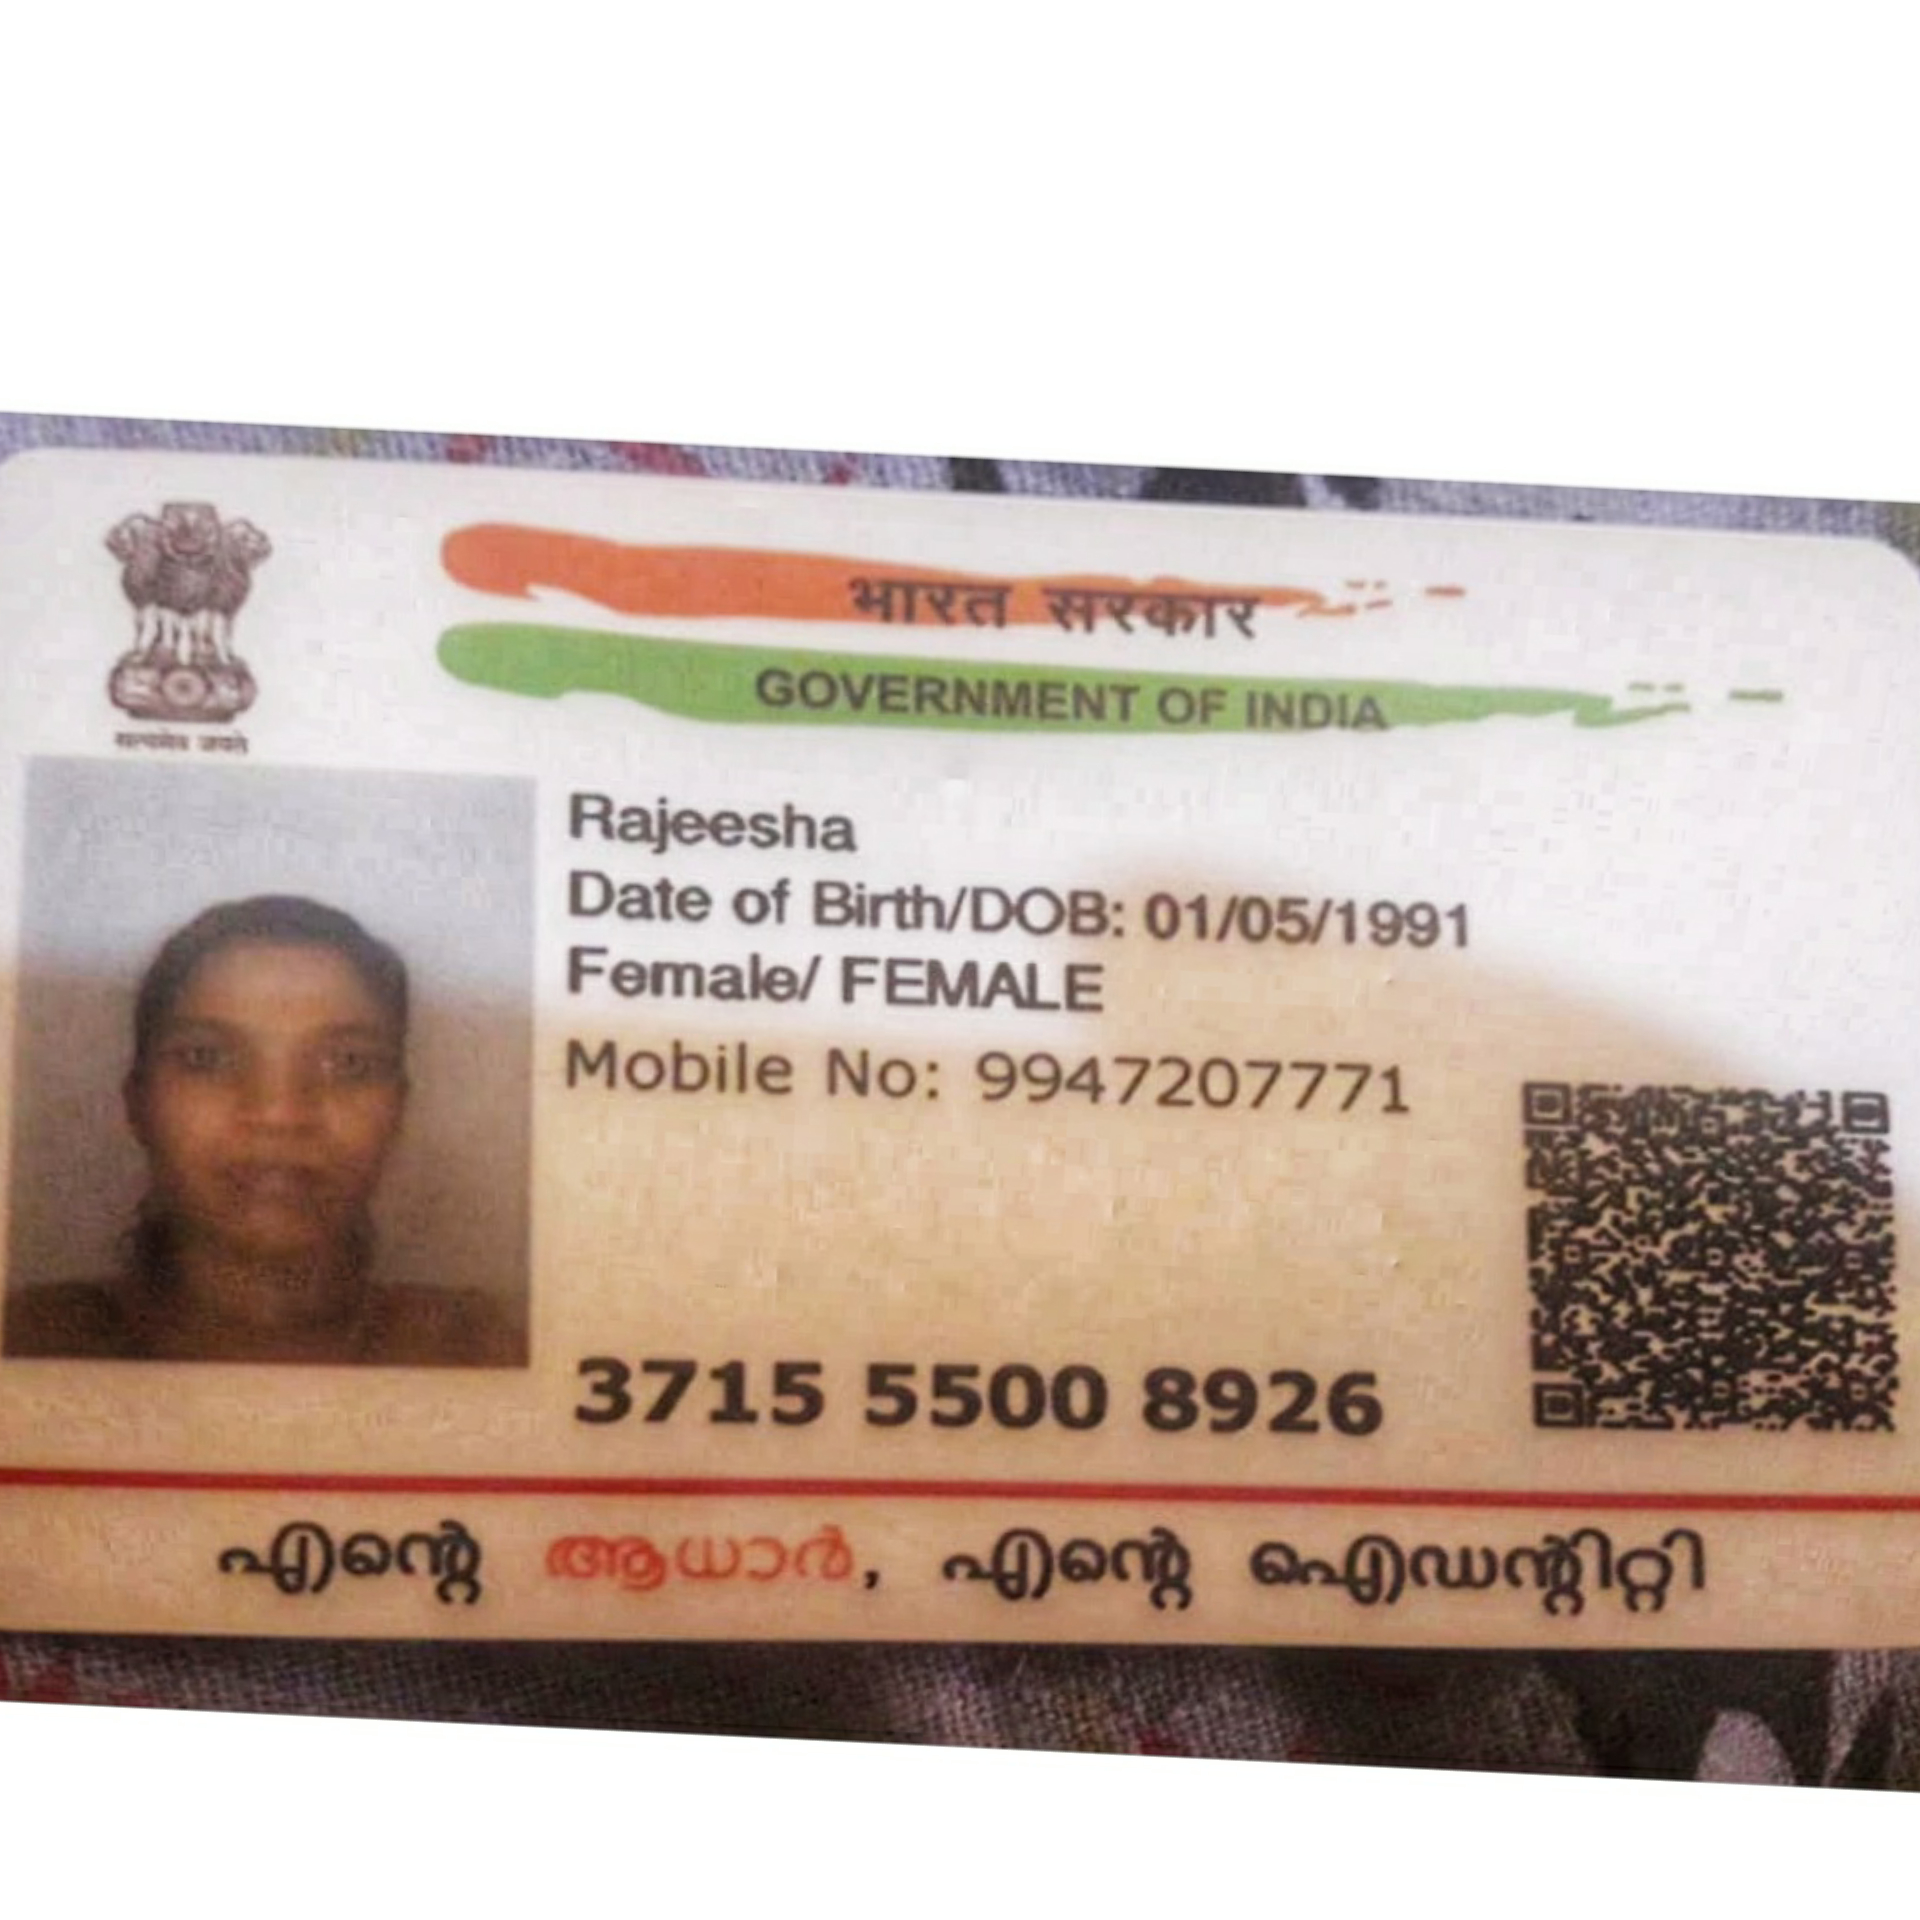 भारत सरकार
GOVERNMENT OF INDIA
सत्यमेव जयते
Rajeesha
Date of Birth/DOB: 01/05/1991
Female/ FEMALE
Mobile No: 9947207771
3715 5500 8926
എന്റെ ആധാർ, എന്റെ ഐഡന്റിറ്റി